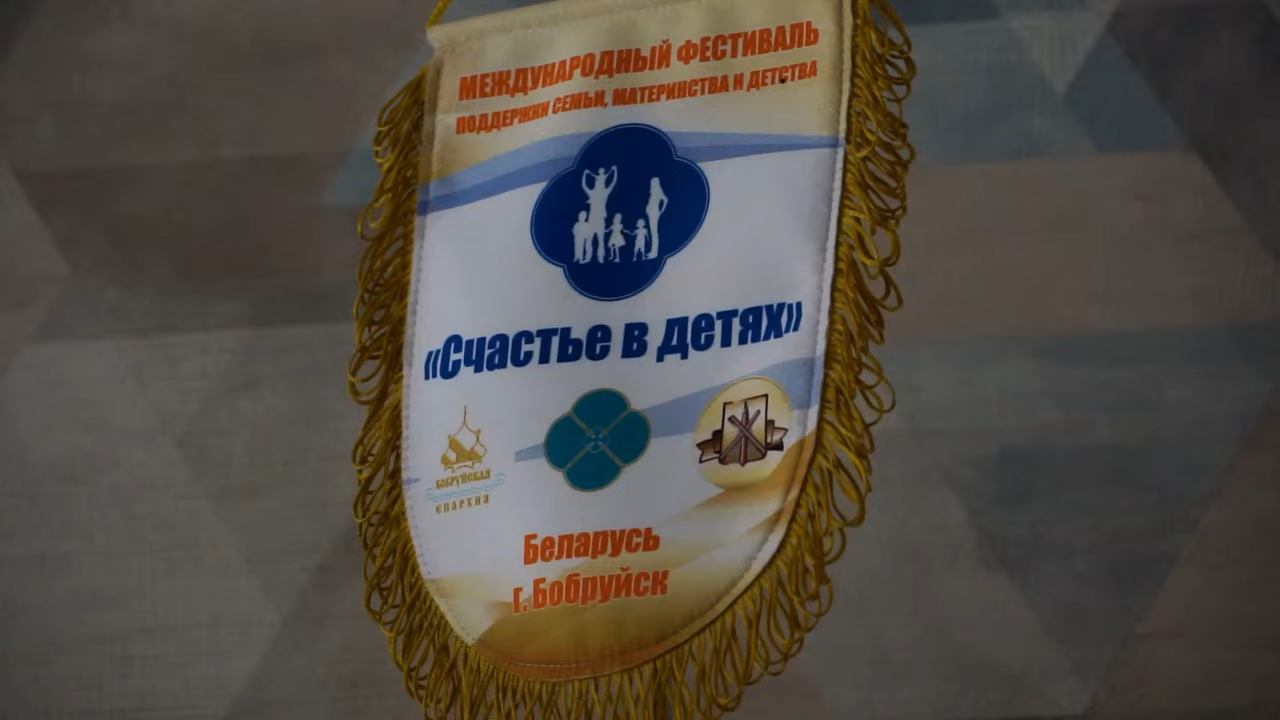 МЕЖДУНАРОДНЫЙ ФЕСТИВАЛЬ
ПОДДЕРЖКИ СЕМЬИ, МАТЕРИНСТВА И ДЕТСТВА
«Счастье в детях»
БОБРУЙСКАЯ
ЕПАРХИЯ
Беларусь
г. Бобруйск